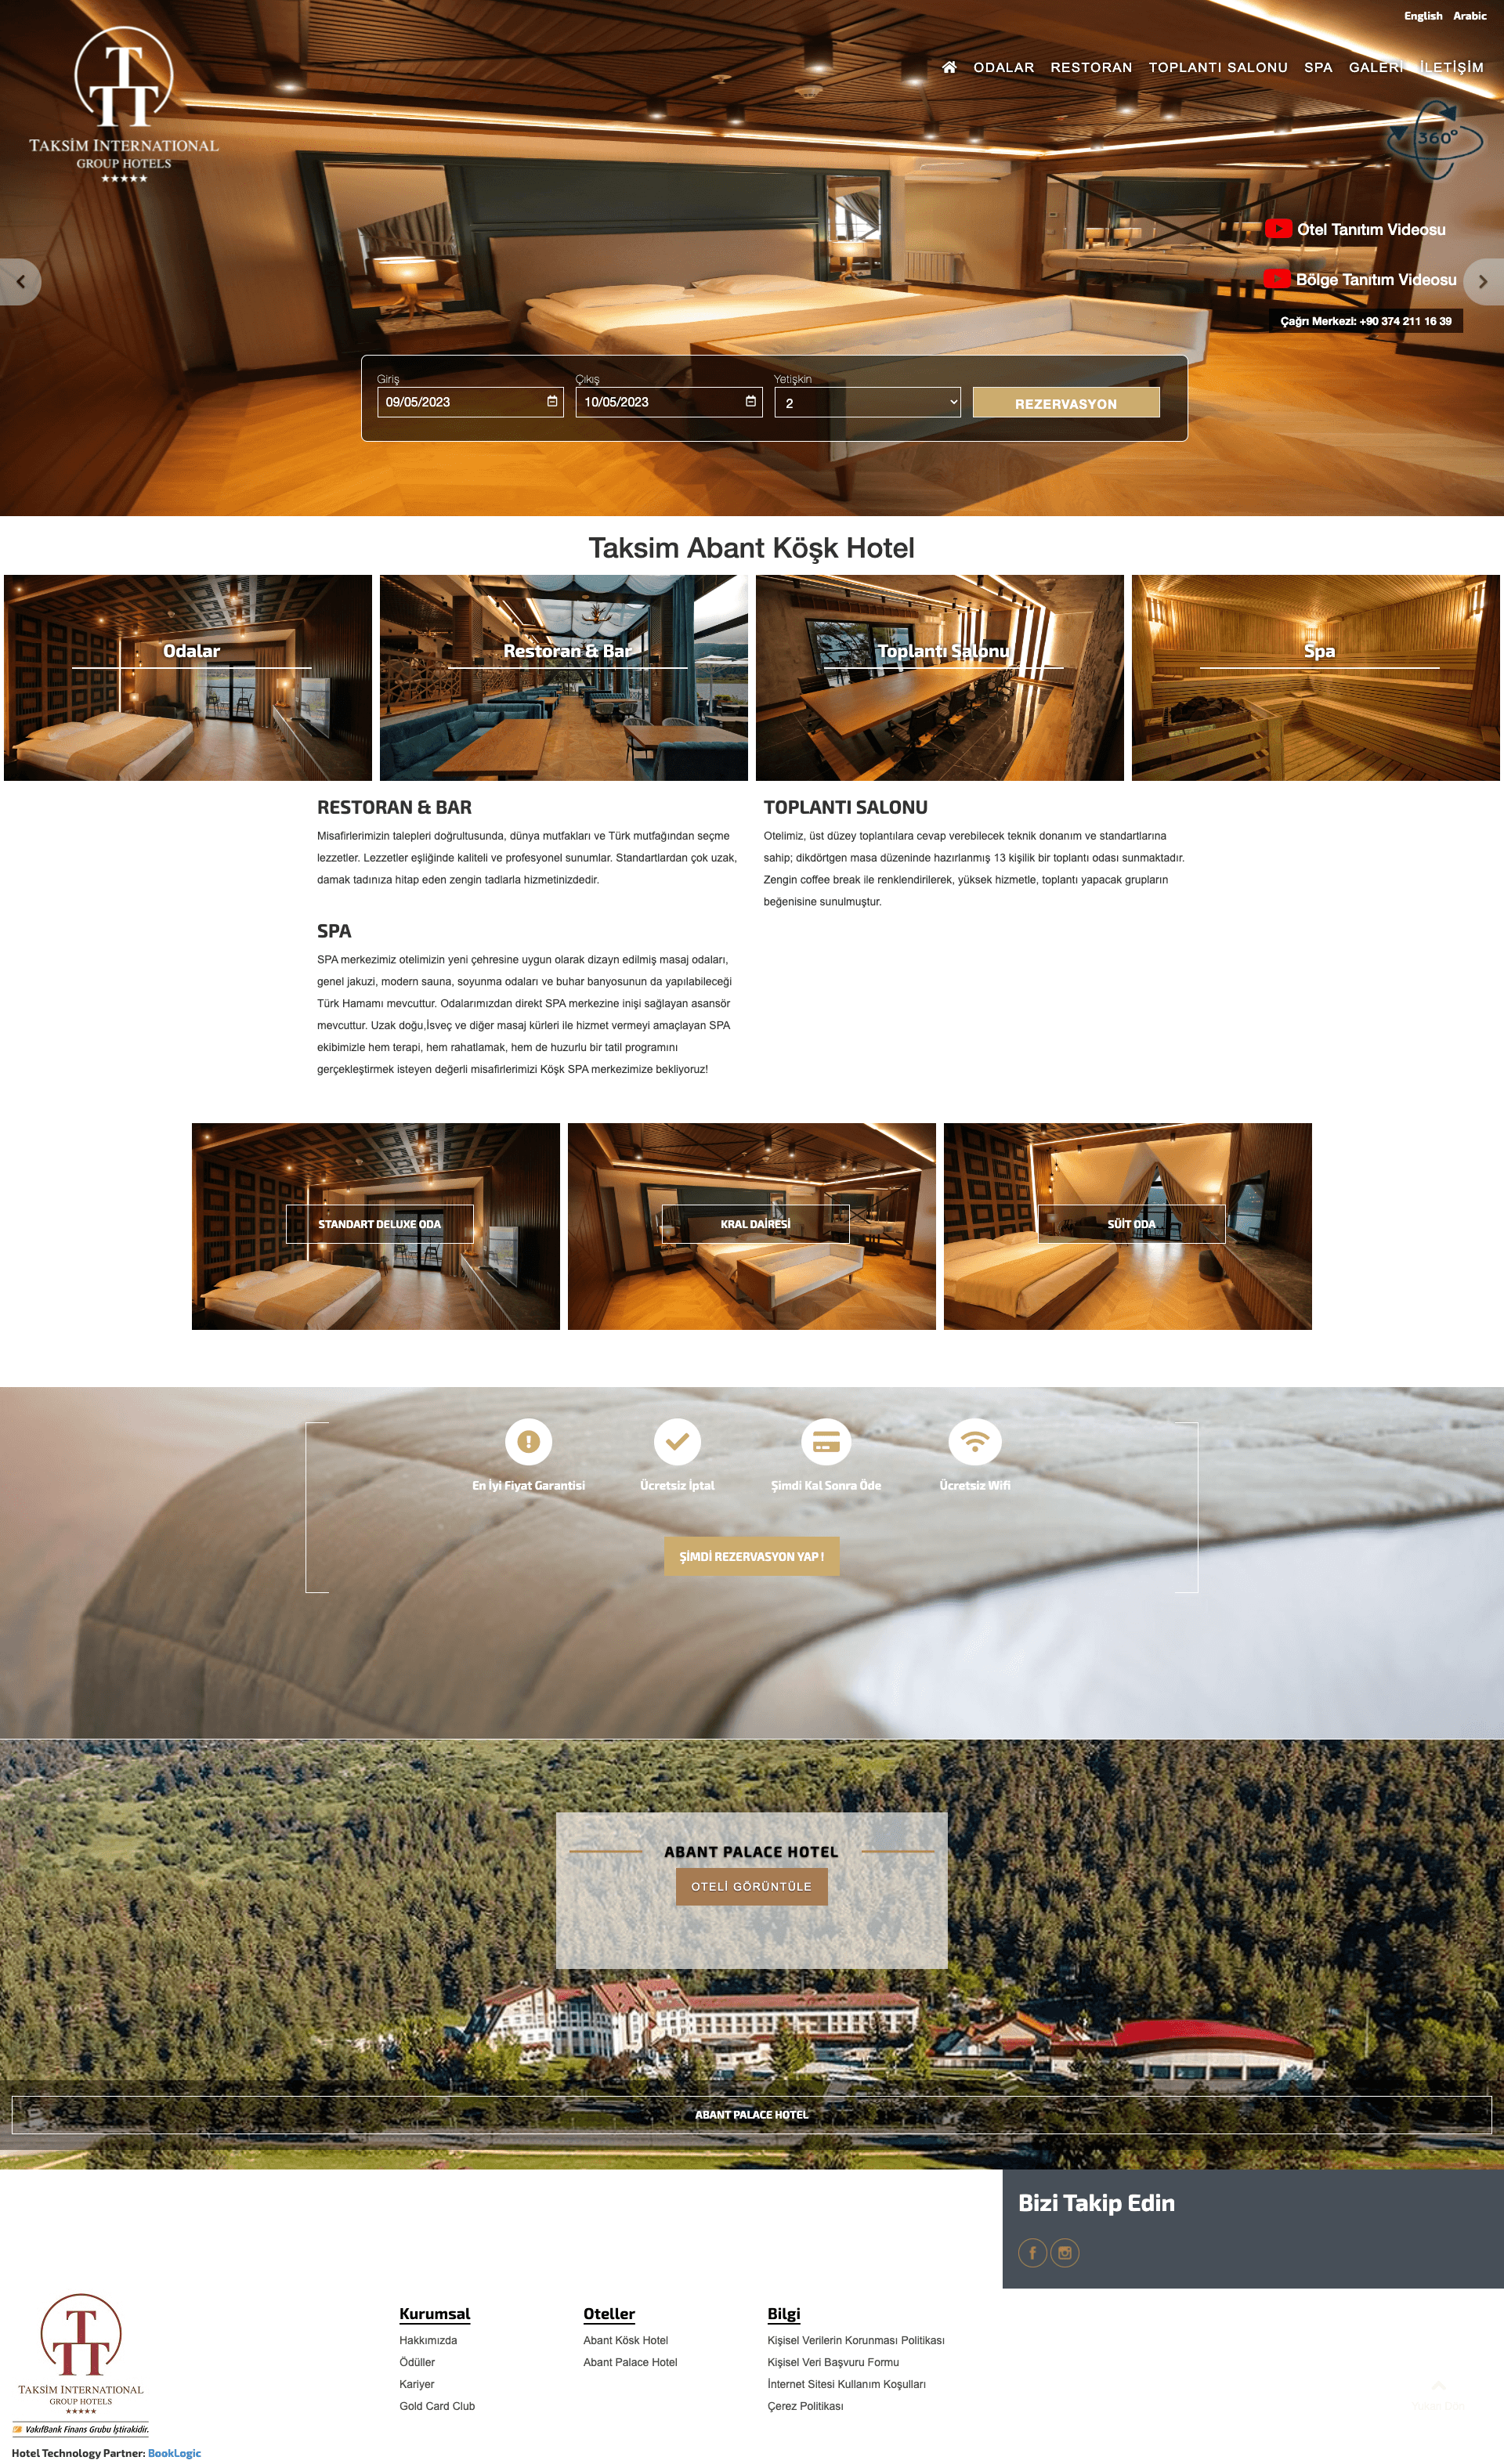 English Arabic
TAKSİM INTERNATIONAL
GROUP HOTELS
ODALAR RESTORAN TOPLANTI SALONU SPA GALERİ İLETİŞİM
360°
Otel Tanıtım Videosu
Bölge Tanıtım Videosu
Çağrı Merkezi: +90 374 211 16 39
Giriş Çıkış Yetişkin
09/05/2023 10/05/2023 2 REZERVASYON
Taksim Abant Köşk Hotel
Odalar Restoran & Bar Toplantı Salonu Spa
RESTORAN & BAR
Misafirlerimizin talepleri doğrultusunda, dünya mutfakları ve Türk mutfağından seçme
lezzetler. Lezzetler eşliğinde kaliteli ve profesyonel sunumlar. Standartlardan çok uzak,
damak tadınıza hitap eden zengin tadlarla hizmetinizdedir.
TOPLANTI SALONU
Otelimiz, üst düzey toplantılara cevap verebilecek teknik donanım ve standartlarına
sahip; dikdörtgen masa düzeninde hazırlanmış 13 kişilik bir toplantı odası sunmaktadır.
Zengin coffee break ile renklendirilerek, yüksek hizmetle, toplantı yapacak grupların
beğenisine sunulmuştur.
SPA
SPA merkezimiz otelimizin yeni çehresine uygun olarak dizayn edilmiş masaj odaları,
genel jakuzi, modern sauna, soyunma odaları ve buhar banyosunun da yapılabileceği
Türk Hamamı mevcuttur. Odalarımızdan direkt SPA merkezine inişi sağlayan asansör
mevcuttur. Uzak doğu,İsveç ve diğer masaj kürleri ile hizmet vermeyi amaçlayan SPA
ekibimizle hem terapi, hem rahatlamak, hem de huzurlu bir tatil programını
gerçekleştirmek isteyen değerli misafirlerimizi Köşk SPA merkezimize bekliyoruz!
STANDART DELUXE ODA KRAL DAİRESİ SÜİT ODA
En İyi Fiyat Garantisi Ücretsiz İptal Şimdi Kal Sonra Öde Ücretsiz Wifi
ŞİMDİ REZERVASYON YAP !
ABANT PALACE HOTEL
OTELİ GÖRÜNTÜLE
ABANT PALACE HOTEL
Bizi Takip Edin
TAKSİM INTERNATIONAL
GROUP HOTELS
VakıfBank Finans Grubu İştirakidir.
Hotel Technology Partner: BookLogic
Kurumsal
Hakkımızda
Ödüller
Kariyer
Gold Card Club
Oteller
Abant Kösk Hotel
Abant Palace Hotel
Bilgi
Kişisel Verilerin Korunması Politikası
Kişisel Veri Başvuru Formu
İnternet Sitesi Kullanım Koşulları
Çerez Politikası